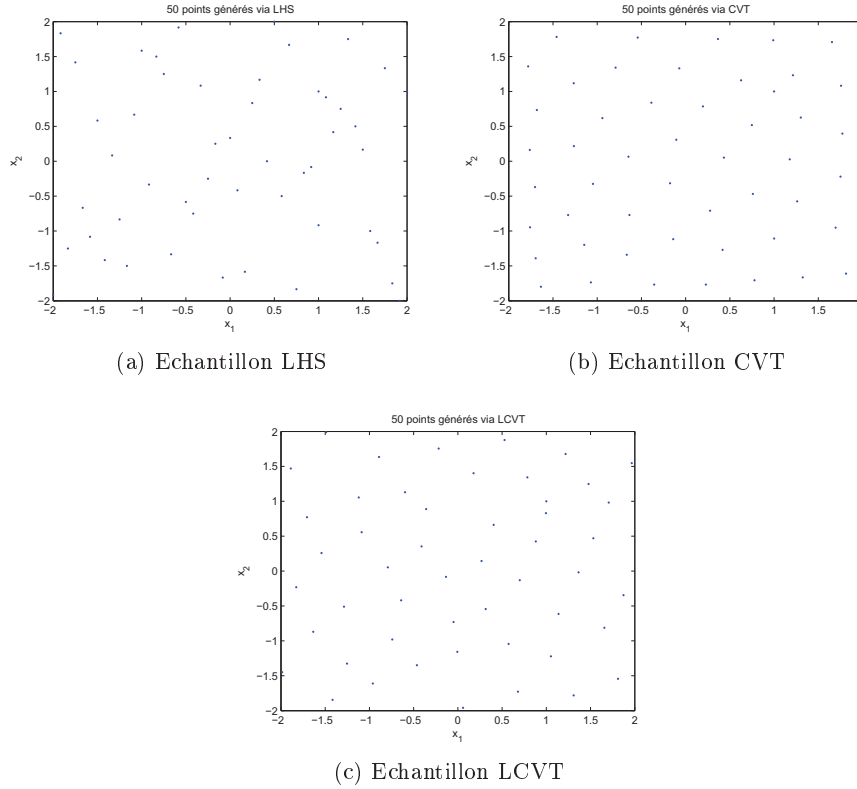 50 points générés via LHS
2
1.5
1
0.5
0
−0.5
−1
−1.5
−2
−2 −1.5 −1 −0.5 0 0.5 1 1.5 2
x2
x1
(a) Echantillon LHS
50 points générés via CVT
2
1.5
1
0.5
0
−0.5
−1
−1.5
−2
−2 −1.5 −1 −0.5 0 0.5 1 1.5
x2
x1
(b) Echantillon CVT
50 points générés via LCVT
2
1.5
1
0.5
0
−0.5
−1
−1.5
−2
−2 −1.5 −1 −0.5 0 0.5 1 1.5 2
x2
x1
(c) Echantillon LCVT